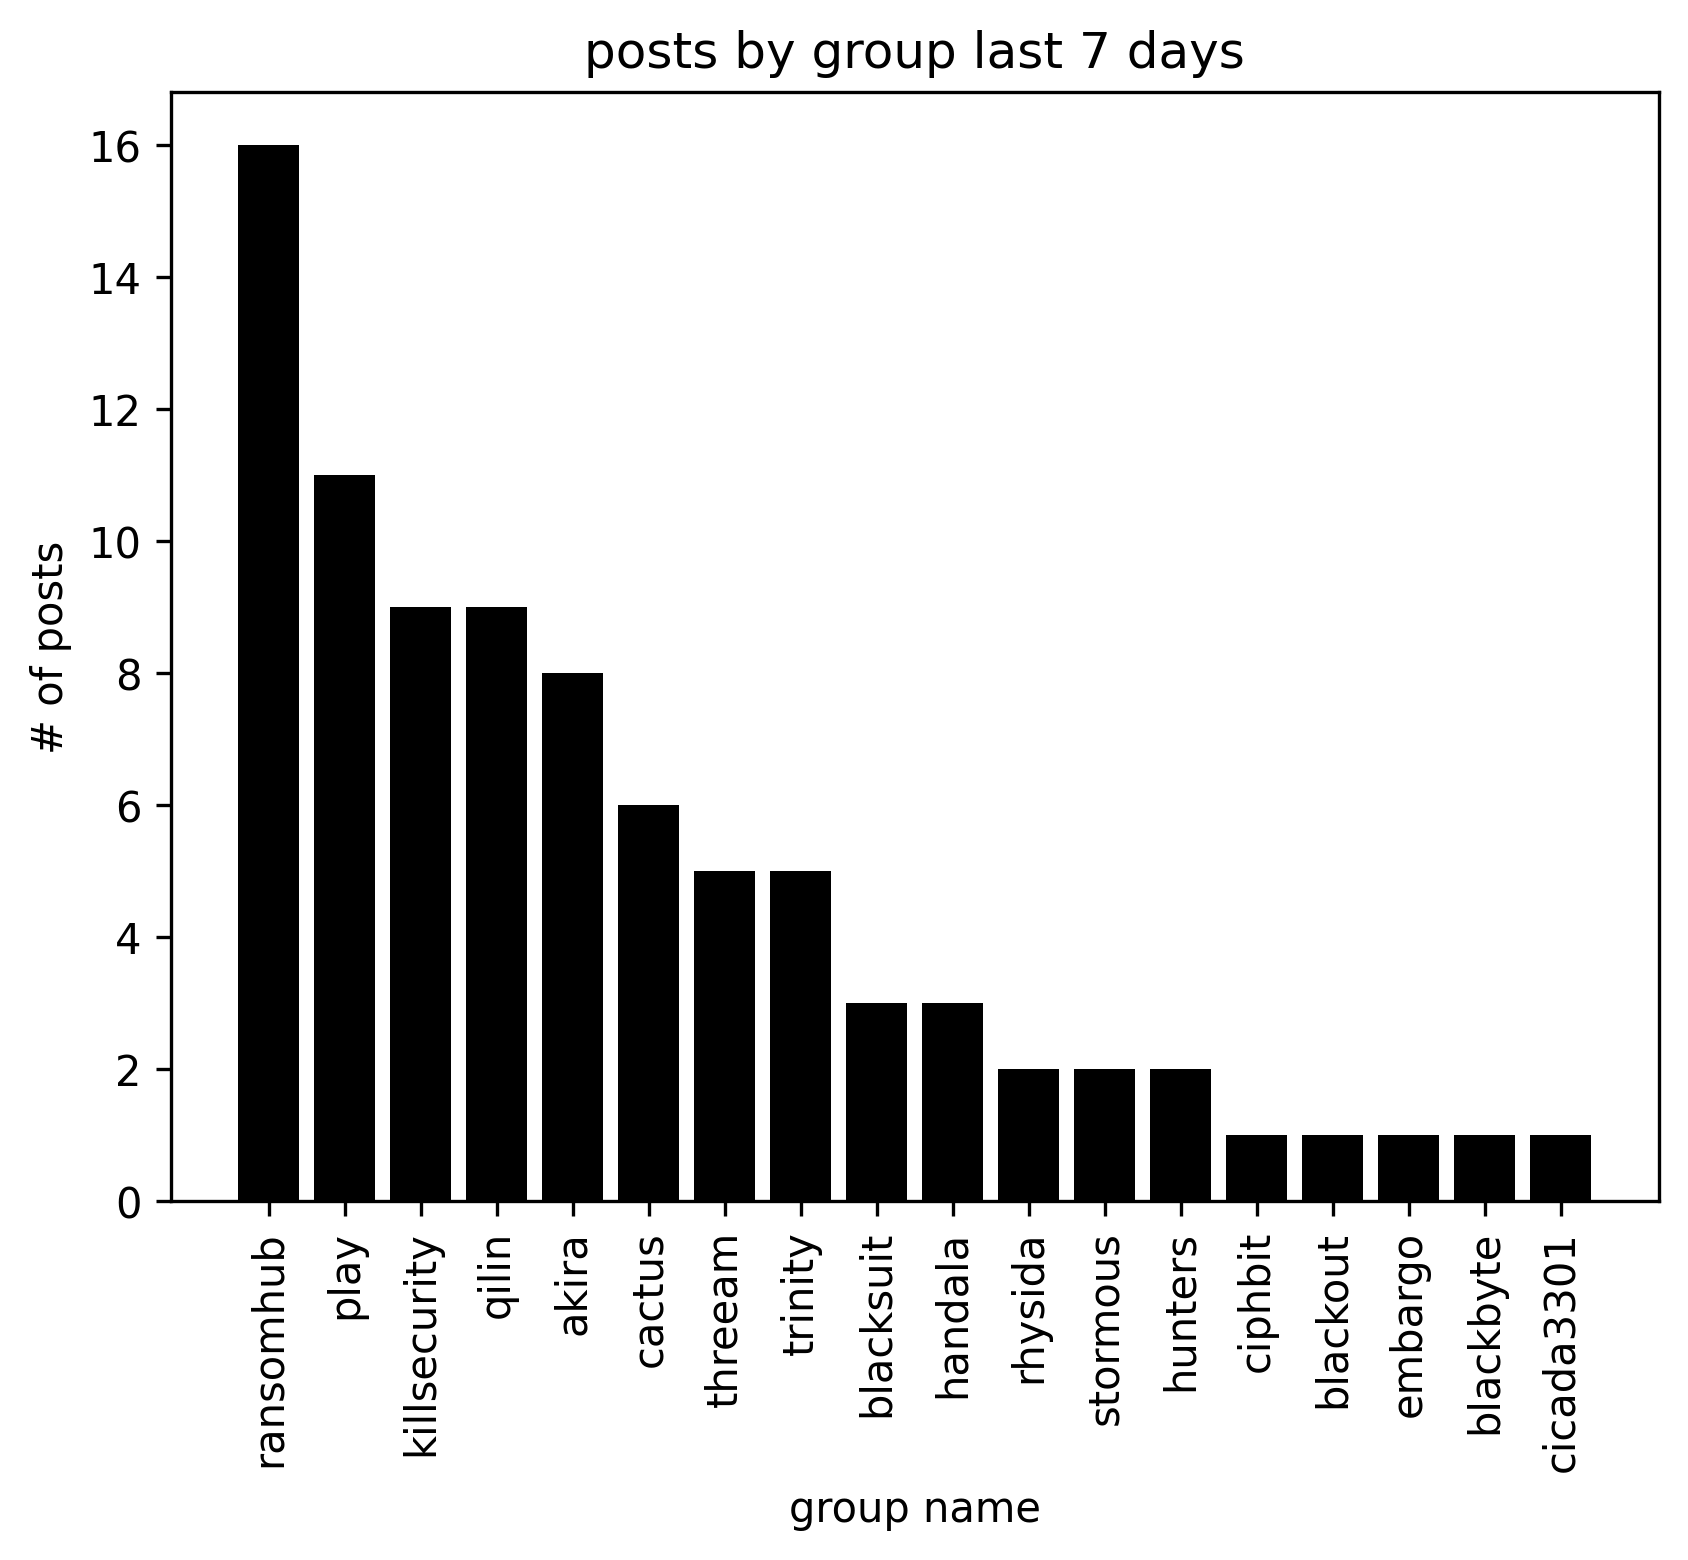 posts by group last 7 days
# of posts
16
14
12
10
8
6
4
2
0
ransomhub
play
killsecurity
qilin
akira
cactus
threeam
trinity
blacksuit
handala
rhysida
stormous
hunters
ciphbit
blackout
embargo
blackbyte
cicada3301
group name